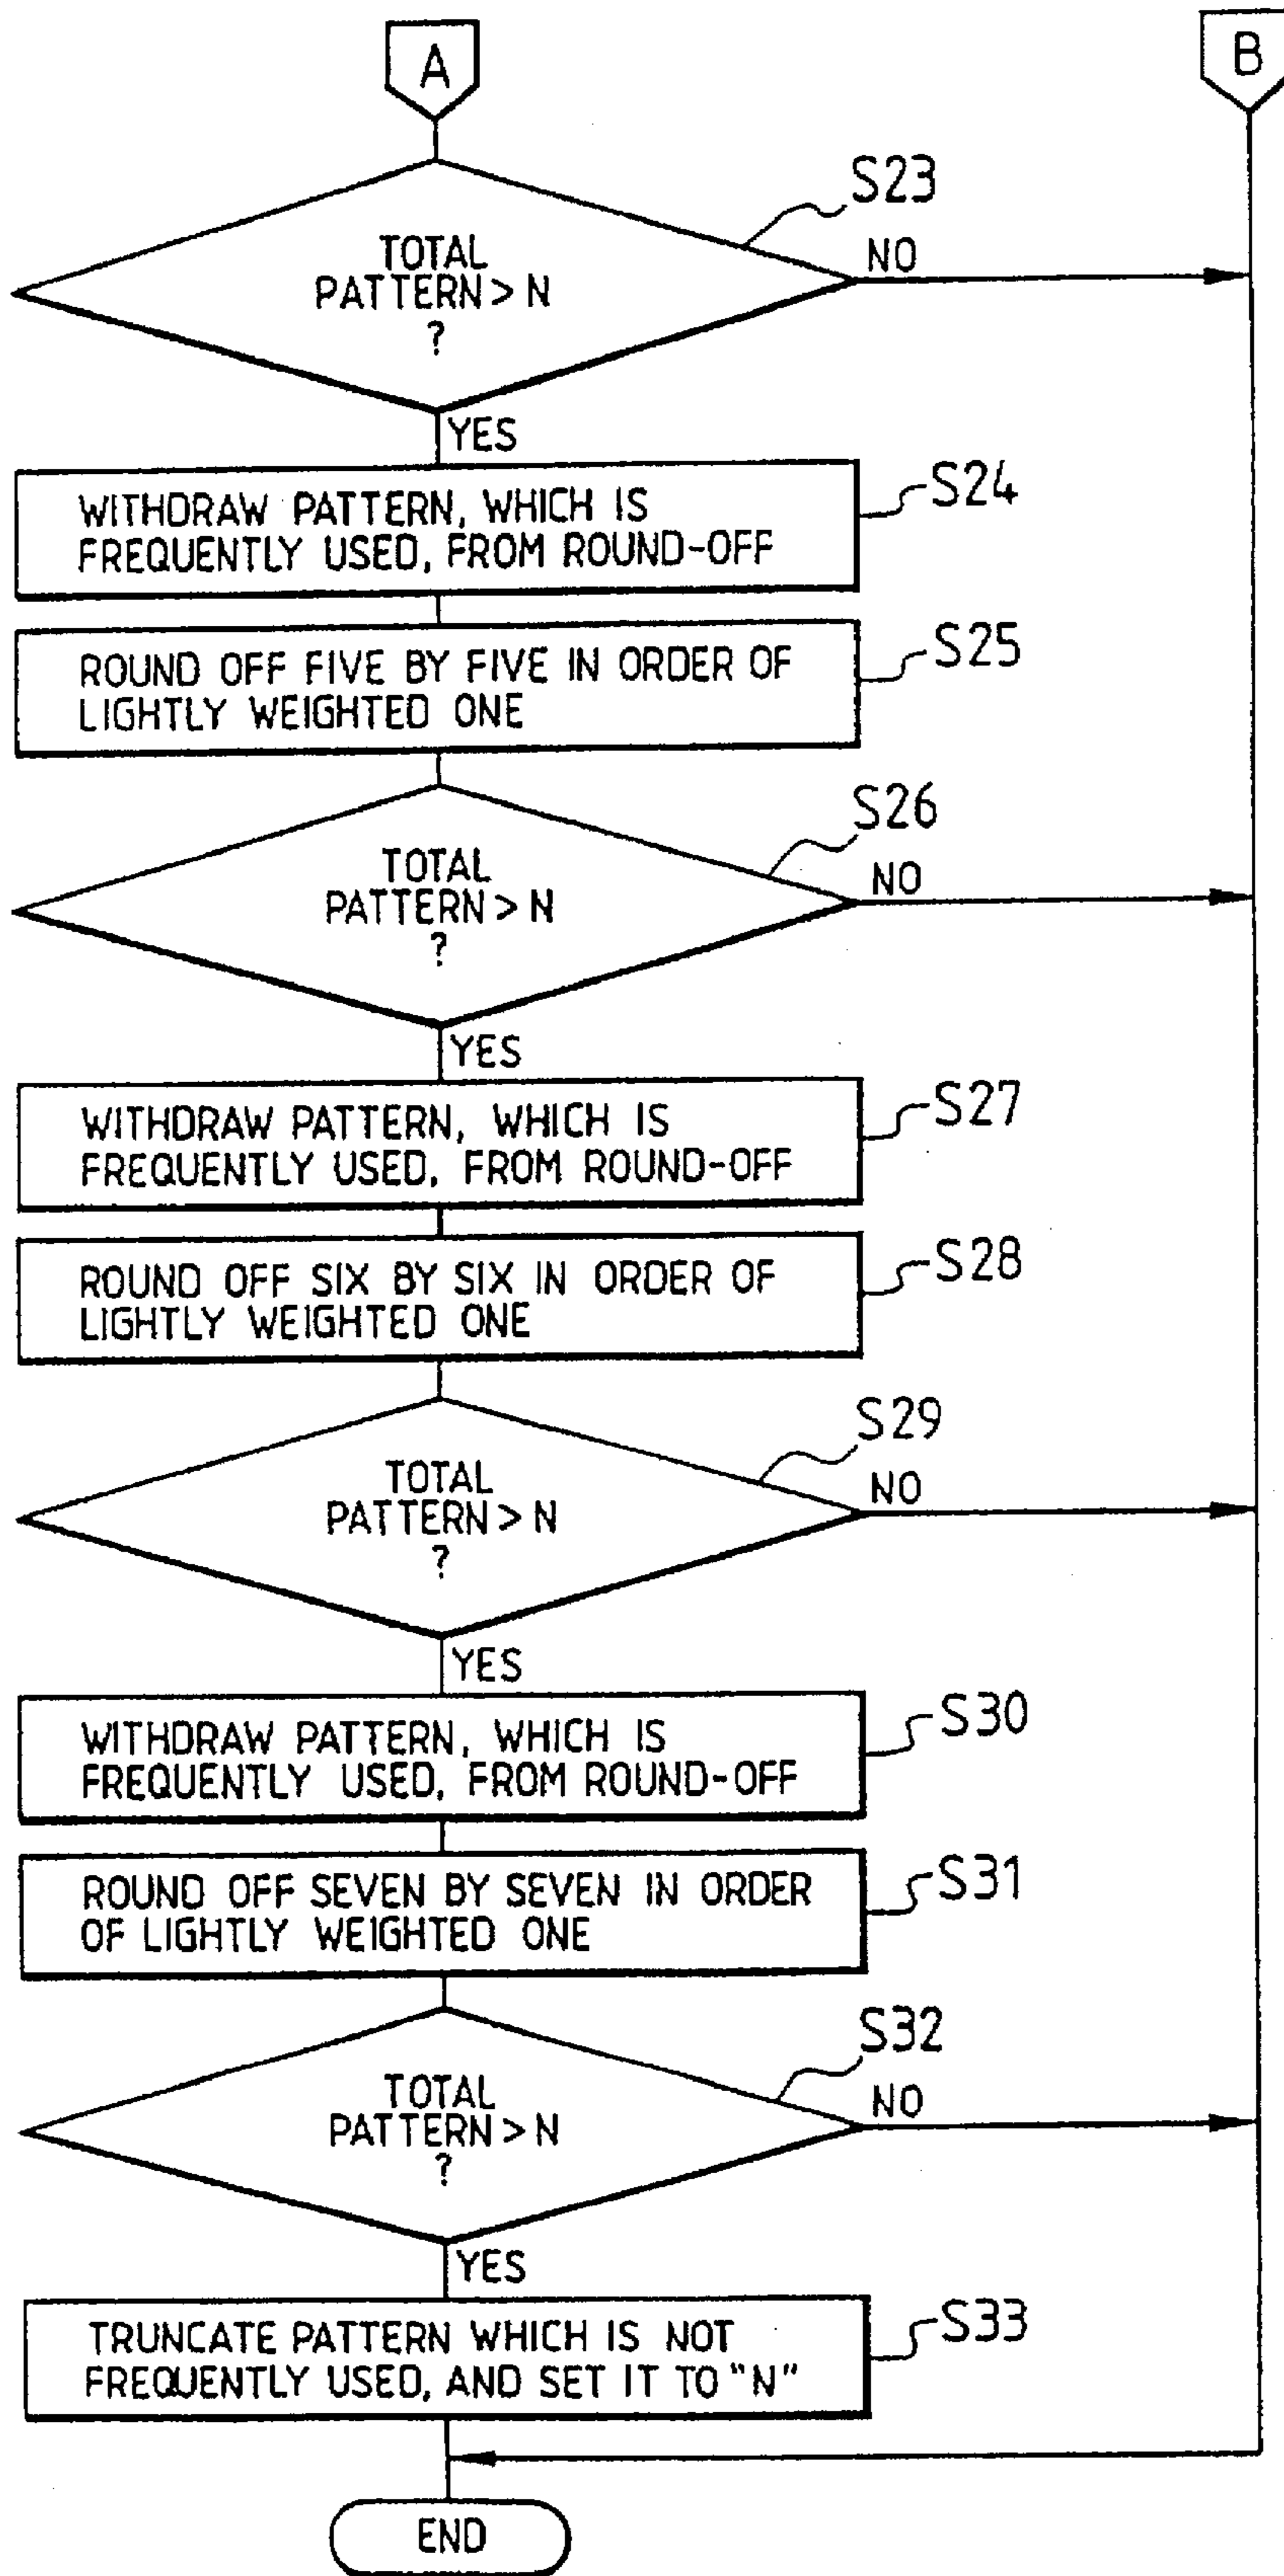 A
B
S23
TOTAL
PATTERN > N
?
NO
YES
S24
WITHDRAW PATTERN, WHICH IS
FREQUENTLY USED, FROM ROUND-OFF
S25
ROUND OFF FIVE BY FIVE IN ORDER OF
LIGHTLY WEIGHTED ONE
S26
TOTAL
PATTERN > N
?
NO
YES
S27
WITHDRAW PATTERN, WHICH IS
FREQUENTLY USED, FROM ROUND-OFF
S28
ROUND OFF SIX BY SIX IN ORDER OF
LIGHTLY WEIGHTED ONE
S29
TOTAL
PATTERN > N
?
NO
YES
S30
WITHDRAW PATTERN, WHICH IS
FREQUENTLY USED, FROM ROUND-OFF
S31
ROUND OFF SEVEN BY SEVEN IN ORDER
OF LIGHTLY WEIGHTED ONE
S32
TOTAL
PATTERN > N
?
NO
YES
S33
TRUNCATE PATTERN WHICH IS NOT
FREQUENTLY USED, AND SET IT TO "N"
END